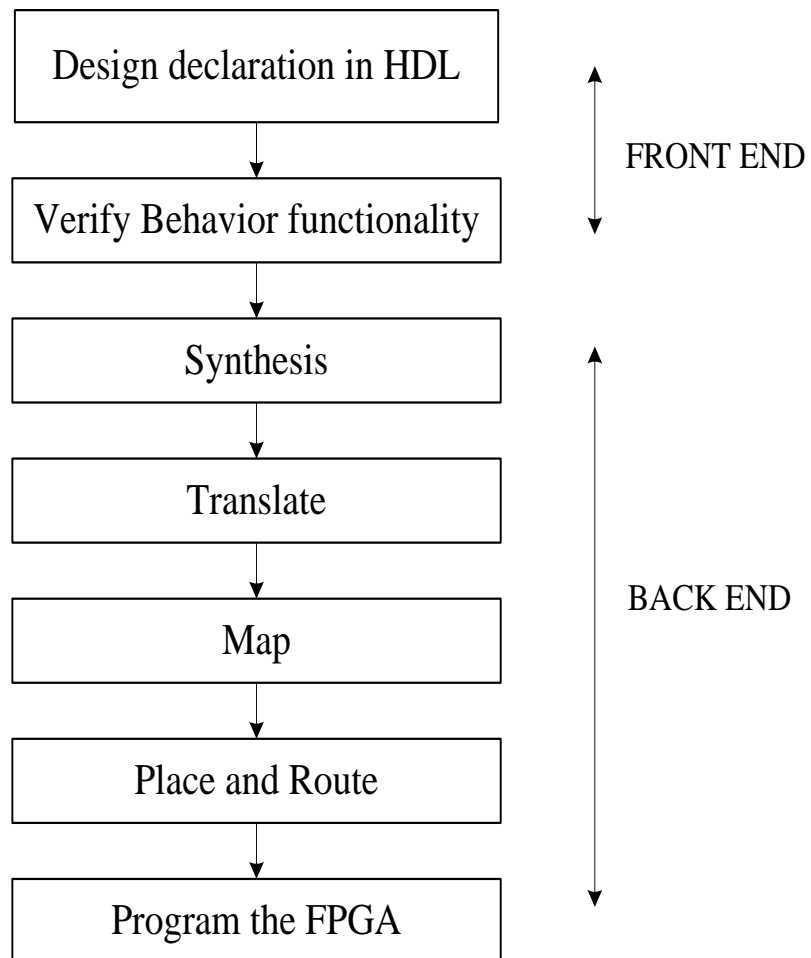 Design declaration in HDL
FRONT END
Verify Behavior functionality
Synthesis
Translate
BACK END
Map
Place and Route
Program the FPGA